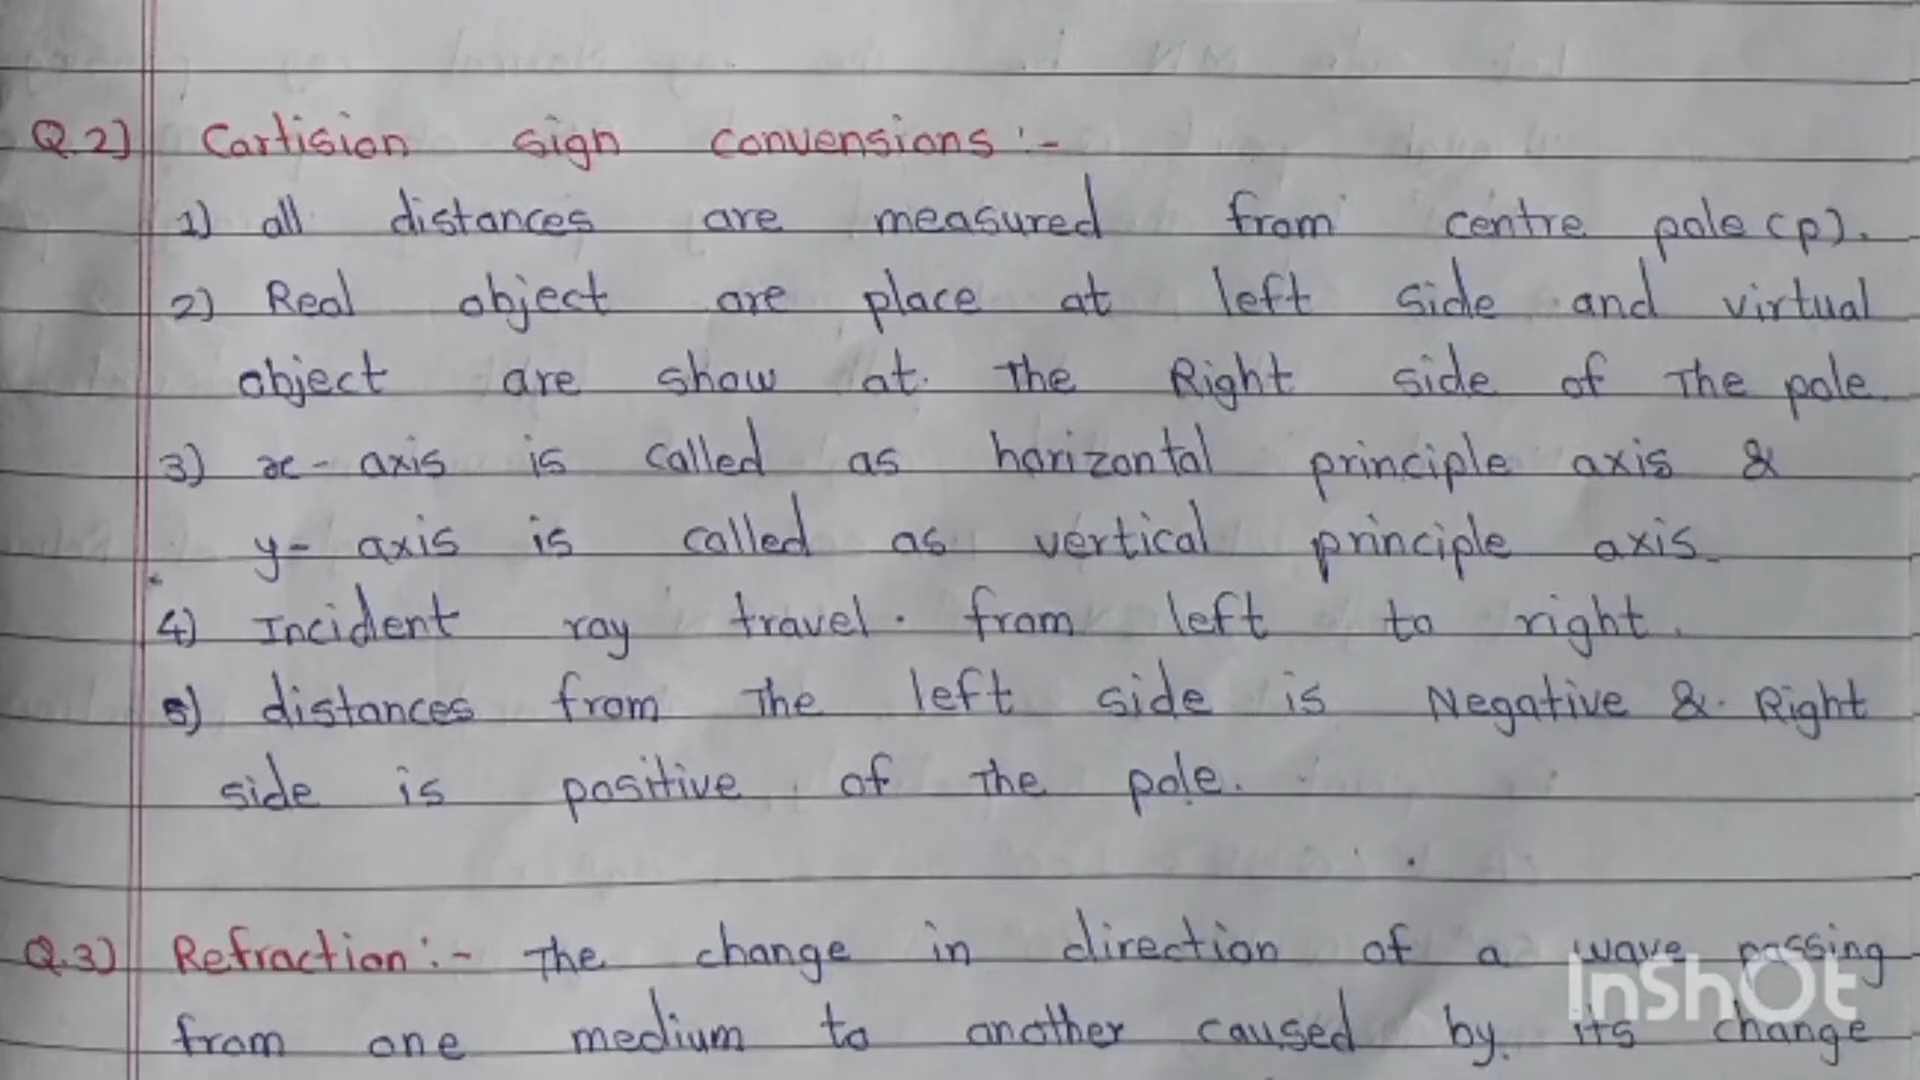 Q.2) Cartision sign convensions :-
1) all distances are measured from centre pole (p).
2) Real object are place at left side and virtual
object are show at the Right side of the pole
3) x - axis is called as horizontal principle axis &
y - axis is called as vertical principle axis
4) Incident ray travel. from left to right.
5) distances from the left side is Negative & Right
side is positive of the pole.
Q.3) Refraction :- The change in direction of a wave passing
from one medium to another caused by its change
InShOt